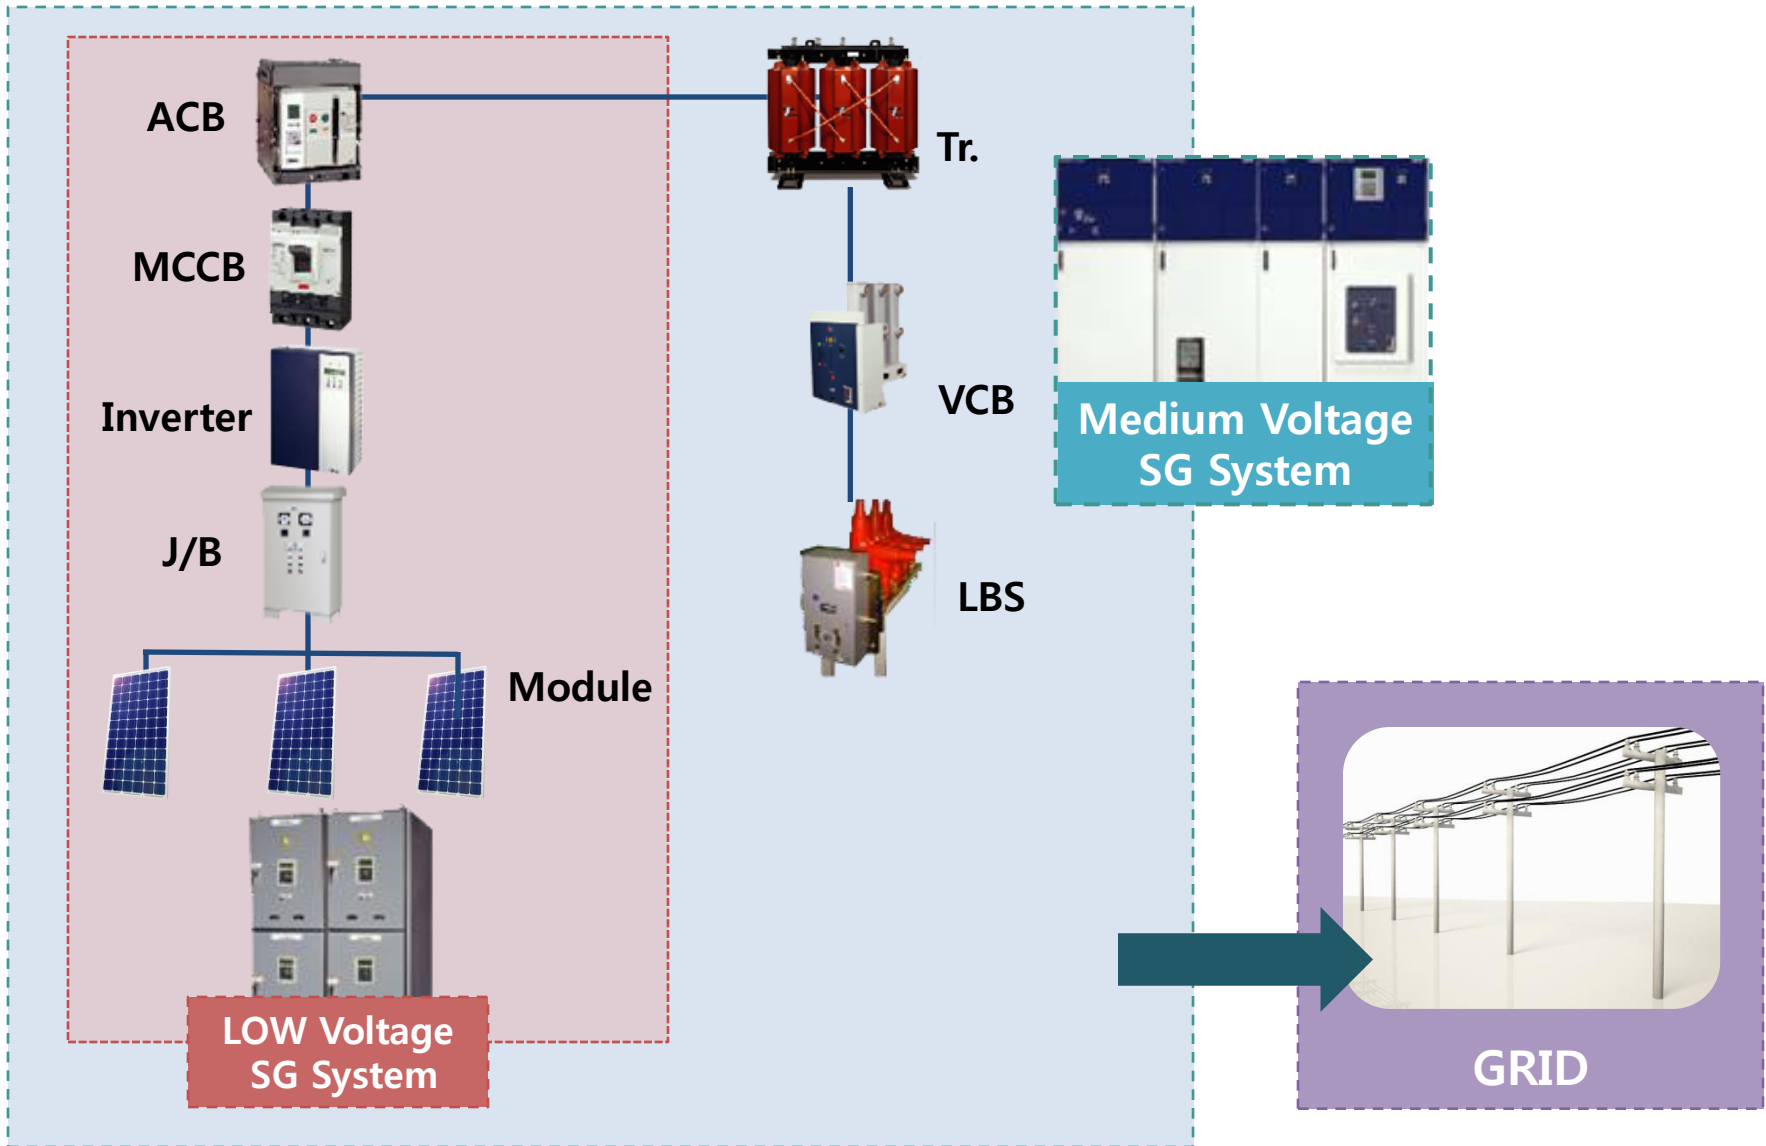 ACB
Tr.
MCCB
Inverter
VCB
Medium Voltage
SG System
J/B
LBS
Module
LOW Voltage
SG System
GRID